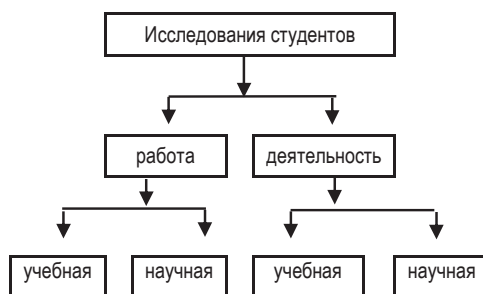 Исследования студентов
работа
деятельность
учебная
научная
учебная
научная